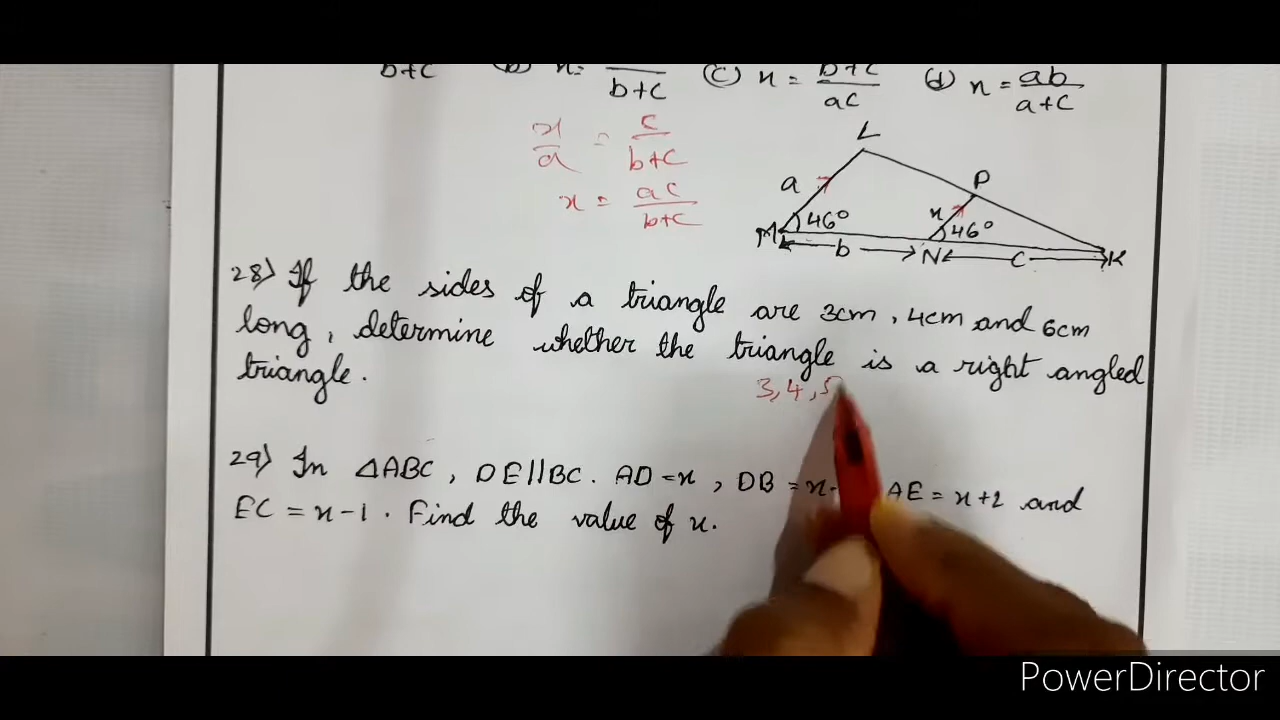 b+c (b) x = b+c (c) x = b+c/ac (d) x = ab/a+c
x/a = c/b+c
x = ac/b+c
L
a P
x
M 46° 46°
b N c K
28) If the sides of a triangle are 3cm, 4cm and 6cm
long, determine whether the triangle is a right angled
triangle.
3, 4, 5
29) In △ABC, DE||BC. AD=x, DB = x- AE = x+2 and
EC = x-1. Find the value of x.
PowerDirector